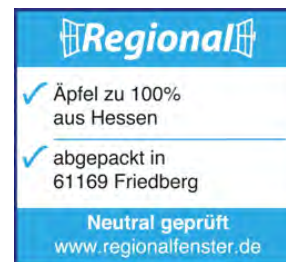 Regional
Äpfel zu 100%
aus Hessen
abgepackt in
61169 Friedberg
Neutral geprüft
www.regionalfenster.de